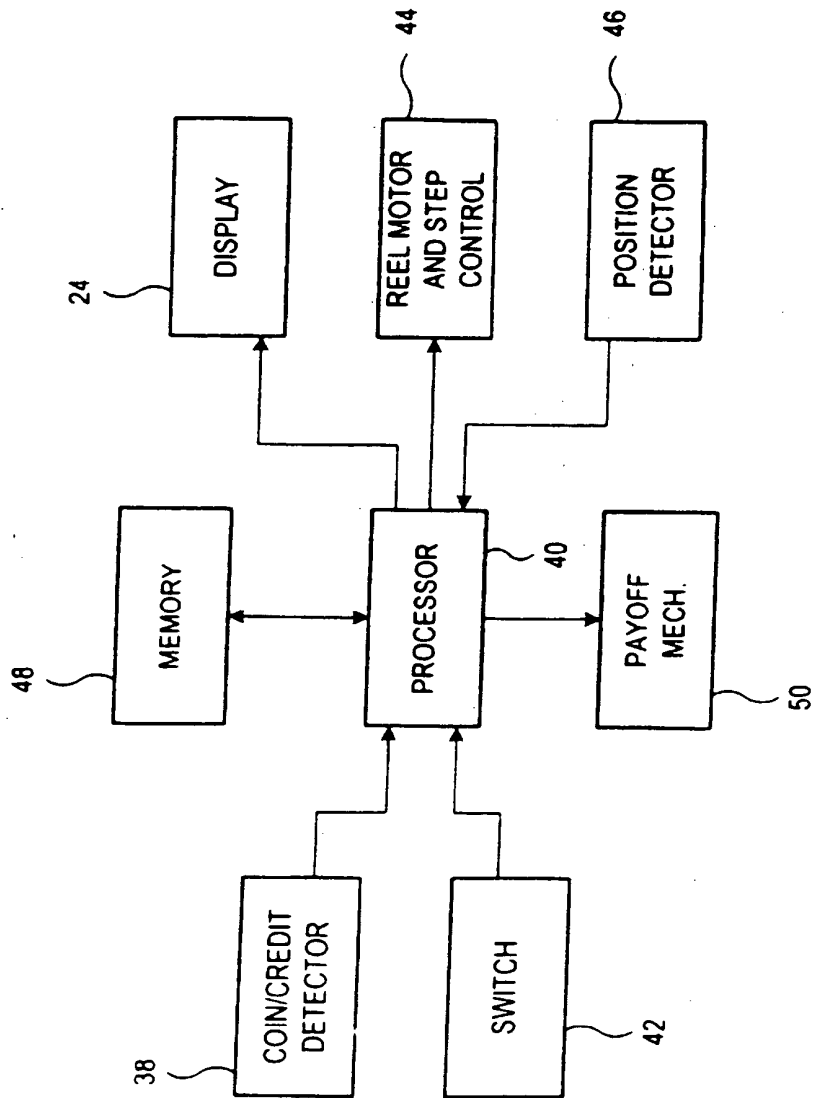 48
MEMORY
24
DISPLAY
38
COIN/CREDIT
DETECTOR
PROCESSOR
40
REEL MOTOR
AND STEP
CONTROL
44
SWITCH
42
PAYOFF
MECH.
50
POSITION
DETECTOR
46